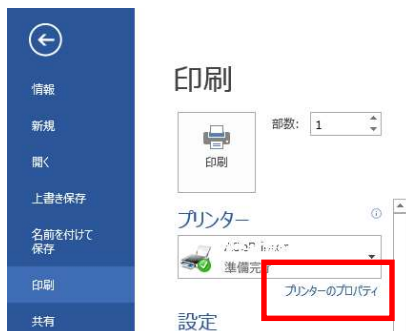 情報
新規
開く
上書き保存
名前を付けて
保存
印刷
共有
印刷
印刷
部数: 1
プリンター
準備完了
プリンターのプロパティ
設定